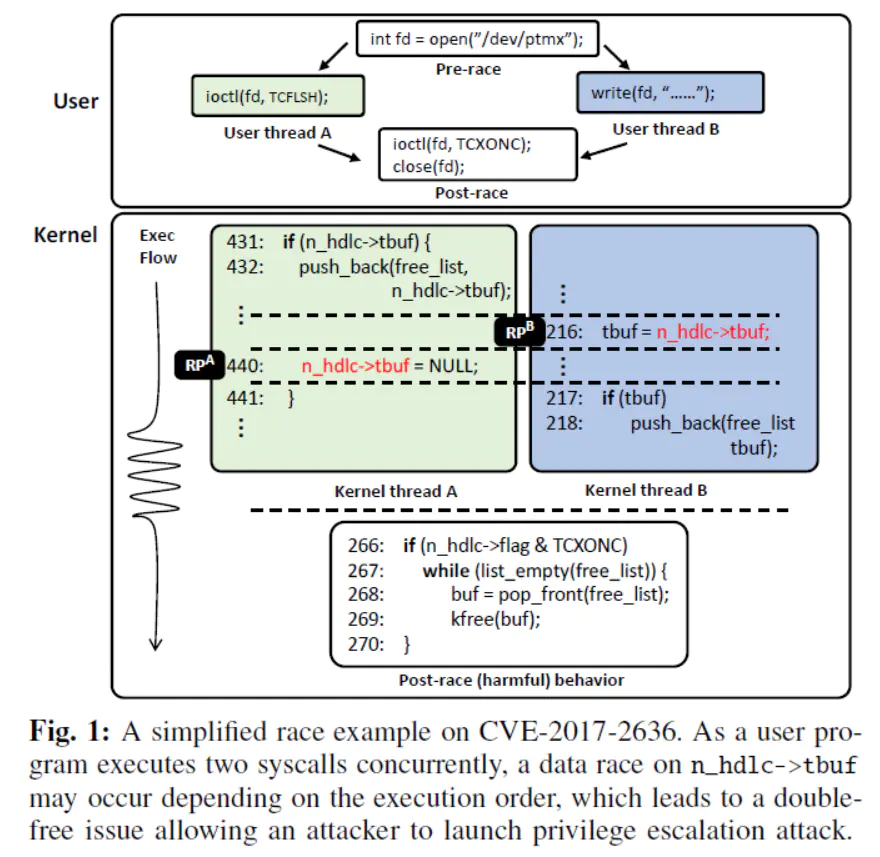 User
int fd = open("/dev/ptmx");
Pre-race
ioctl(fd, TCFLSH);
write(fd, "……");
User thread A
User thread B
ioctl(fd, TCXONC);
close(fd);
Post-race
Kernel
Exec
Flow
431: if (n_hdlc->tbuf) {
432: push_back(free_list,
n_hdlc->tbuf);
⋮
RPᴬ
440: n_hdlc->tbuf = NULL;
441: }
⋮
Kernel thread A
⋮
RPᴮ
216: tbuf = n_hdlc->tbuf;
⋮
217: if (tbuf)
218: push_back(free_list
tbuf);
Kernel thread B
266: if (n_hdlc->flag & TCXONC)
267: while (list_empty(free_list)) {
268: buf = pop_front(free_list);
269: kfree(buf);
270: }
Post-race (harmful) behavior
Fig. 1: A simplified race example on CVE-2017-2636. As a user pro-
gram executes two syscalls concurrently, a data race on n_hdlc->tbuf
may occur depending on the execution order, which leads to a double-
free issue allowing an attacker to launch privilege escalation attack.